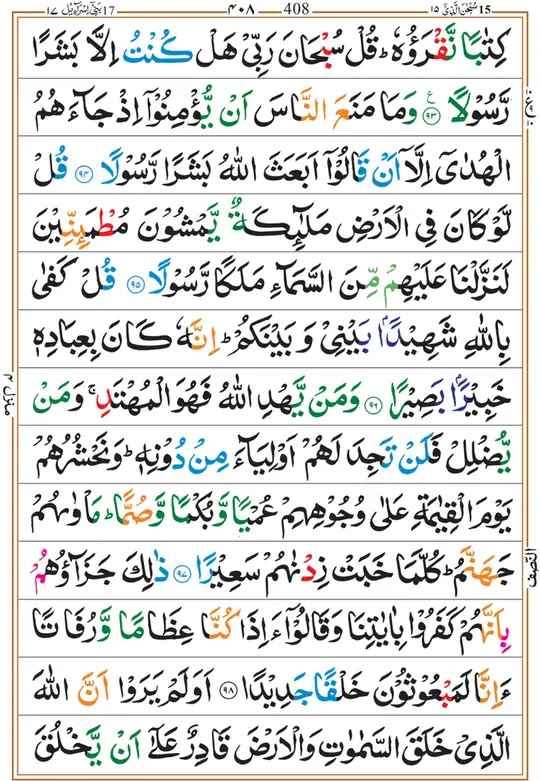 15 سُبْحٰنَ الَّذِیْٓ ١٥
٤٠٨ 408
17 بَنِیْٓ اِسْرَآءِیْل ١٧
كِتٰبًا نَّقْرَؤُهٗ ؕ قُلْ سُبْحَانَ رَبِّیْ هَلْ كُنْتُ اِلَّا بَشَرًا
رَّسُوْلًا ﴿٩٣﴾ ع وَمَا مَنَعَ النَّاسَ اَنْ یُّؤْمِنُوْۤا اِذْ جَآءَهُمُ
الْهُدٰۤی اِلَّاۤ اَنْ قَالُوْۤا اَبَعَثَ اللّٰهُ بَشَرًا رَّسُوْلًا ﴿٩٤﴾ قُلْ
لَّوْ كَانَ فِی الْاَرْضِ مَلٰٓئِكَةٌ یَّمْشُوْنَ مُطْمَئِنِّیْنَ
لَنَزَّلْنَا عَلَیْهِمْ مِّنَ السَّمَآءِ مَلَكًا رَّسُوْلًا ﴿٩٥﴾ قُلْ كَفٰی
بِاللّٰهِ شَهِیْدًۢا بَیْنِیْ وَ بَیْنَكُمْ ؕ اِنَّهٗ كَانَ بِعِبَادِهٖ
خَبِیْرًۢا بَصِیْرًا ﴿٩٦﴾ وَمَنْ یَّهْدِ اللّٰهُ فَهُوَ الْمُهْتَدِ ۚ وَمَنْ
یُّضْلِلْ فَلَنْ تَجِدَ لَهُمْ اَوْلِیَآءَ مِنْ دُوْنِهٖ ؕ وَنَحْشُرُهُمْ
یَوْمَ الْقِیٰمَةِ عَلٰی وُجُوْهِهِمْ عُمْیًا وَّبُكْمًا وَّصُمًّا ؕ مَاْوٰىهُمْ
جَهَنَّمُ ؕ كُلَّمَا خَبَتْ زِدْنٰهُمْ سَعِیْرًا ﴿٩٧﴾ ذٰلِكَ جَزَآؤُهُمْ
بِاَنَّهُمْ كَفَرُوْا بِاٰیٰتِنَا وَقَالُوْۤا ءَاِذَا كُنَّا عِظَامًا وَّرُفَاتًا
ءَاِنَّا لَمَبْعُوْثُوْنَ خَلْقًا جَدِیْدًا ﴿٩٨﴾ اَوَلَمْ یَرَوْا اَنَّ اللّٰهَ
الَّذِیْ خَلَقَ السَّمٰوٰتِ وَالْاَرْضَ قَادِرٌ عَلٰۤی اَنْ یَّخْلُقَ
منزل ٤
النصف